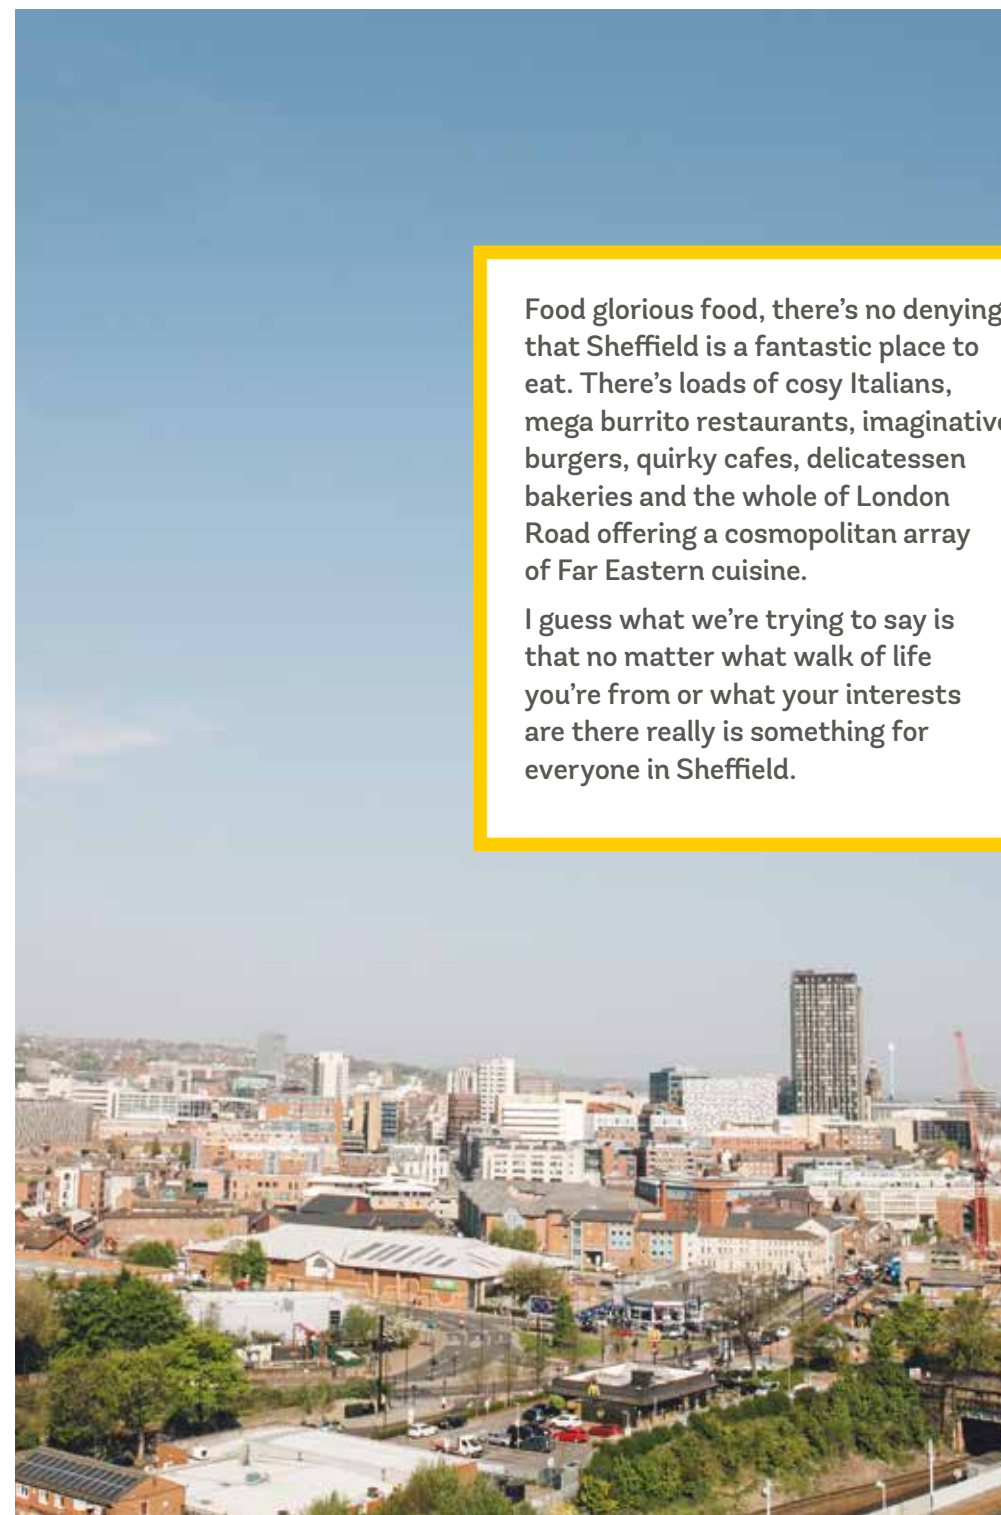 Food glorious food, there's no denying
that Sheffield is a fantastic place to
eat. There's loads of cosy Italians,
mega burrito restaurants, imaginative
burgers, quirky cafes, delicatessen
bakeries and the whole of London
Road offering a cosmopolitan array
of Far Eastern cuisine.
I guess what we're trying to say is
that no matter what walk of life
you're from or what your interests
are there really is something for
everyone in Sheffield.